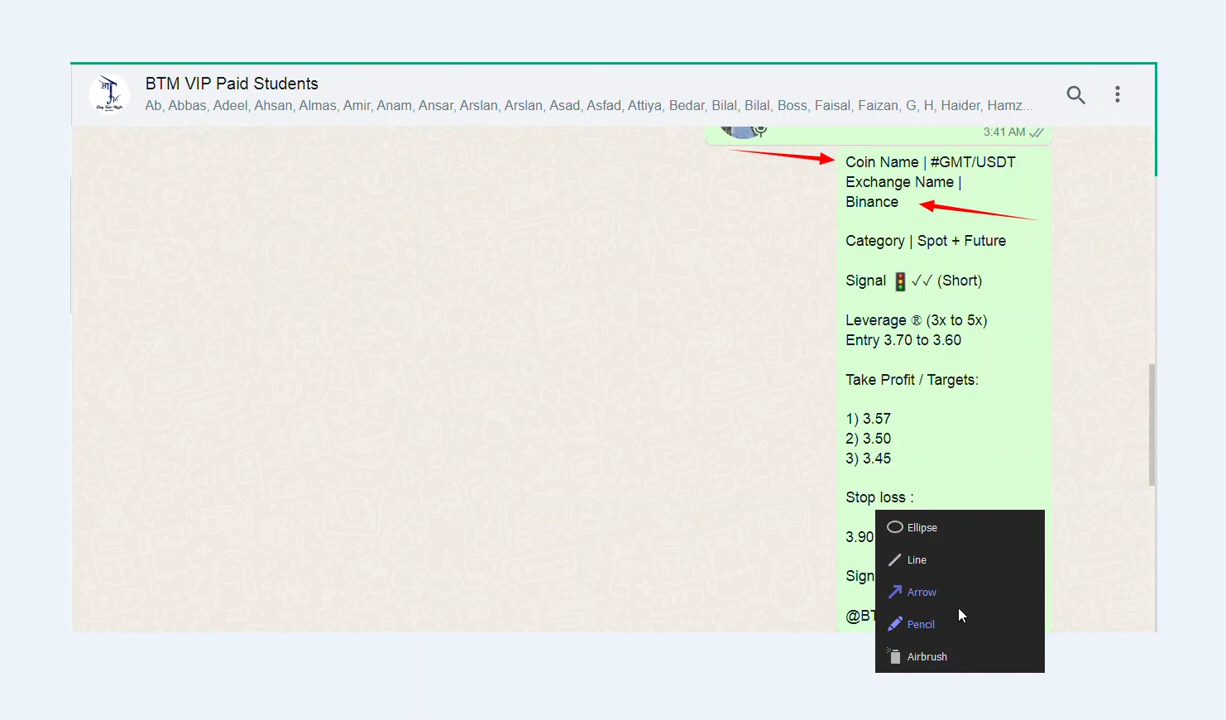 BTM VIP Paid Students
Ab, Abbas, Adeel, Ahsan, Almas, Amir, Anam, Ansar, Arslan, Arslan, Asad, Asfad, Attiya, Bedar, Bilal, Bilal, Boss, Faisal, Faizan, G, H, Haider, Hamz...
3:41 AM
Coin Name | #GMT/USDT
Exchange Name |
Binance
Category | Spot + Future
Signal 🚦 ✓✓ (Short)
Leverage ® (3x to 5x)
Entry 3.70 to 3.60
Take Profit / Targets:
1) 3.57
2) 3.50
3) 3.45
Stop loss :
3.90
Sign
@BT
Ellipse
Line
Arrow
Pencil
Airbrush